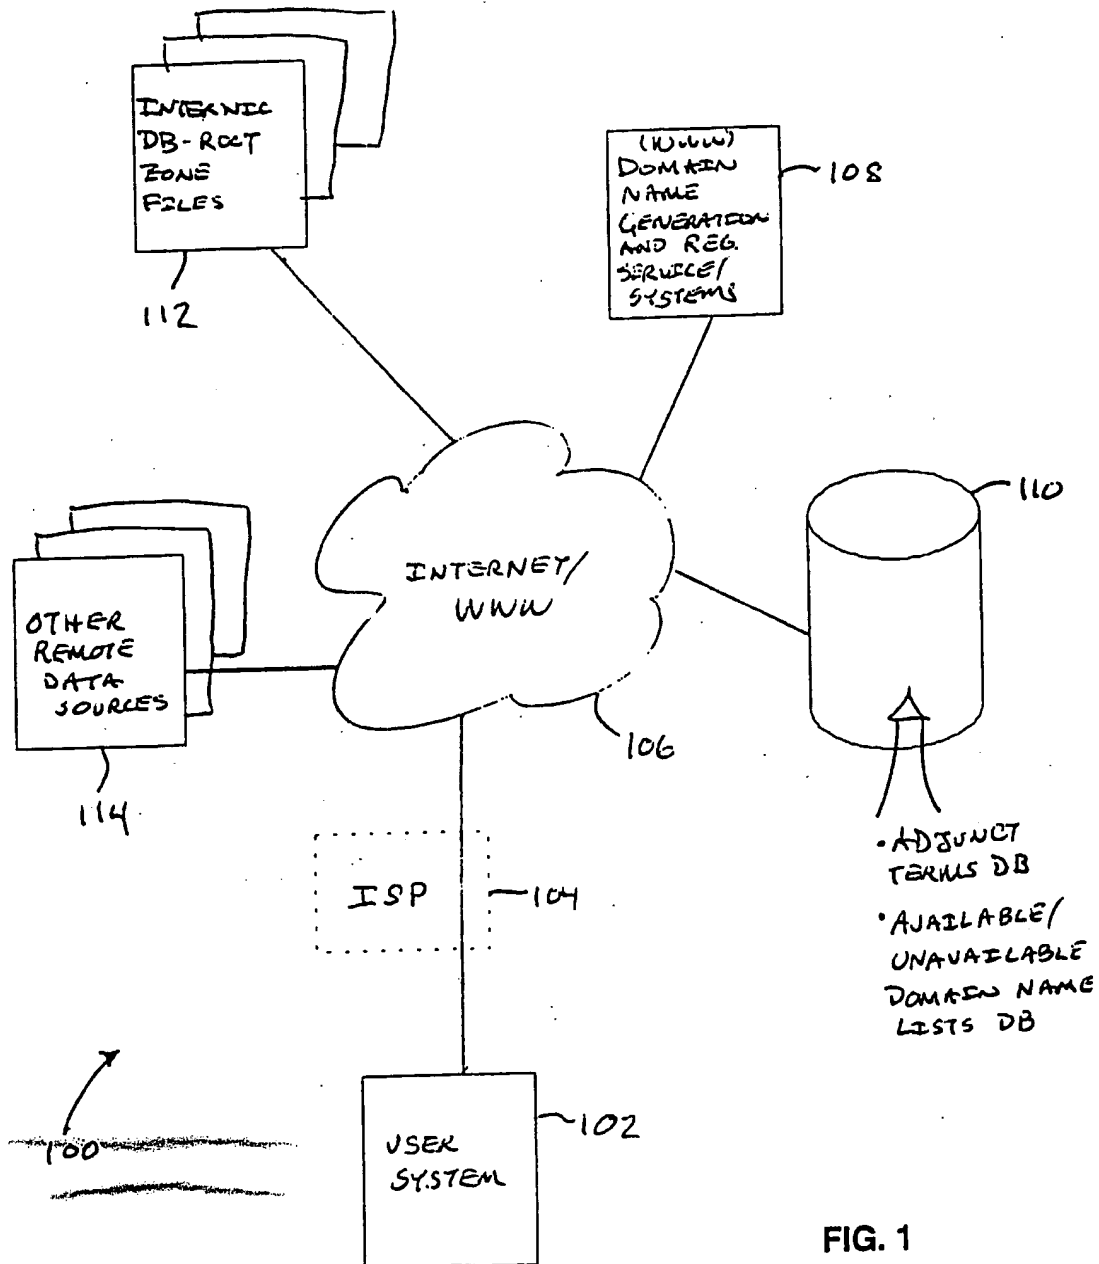 INTERNIC
DB-ROOT
ZONE
FILES
112
(WWW)
DOMAIN
NAME
GENERATION
AND REG.
SERVICE/
SYSTEMS
108
110
INTERNET/
WWW
106
OTHER
REMOTE
DATA
SOURCES
114
• ADJUNCT
TERMS DB
• AVAILABLE/
UNAVAILABLE
DOMAIN NAME
LISTS DB
ISP
104
100
USER
SYSTEM
102
FIG. 1